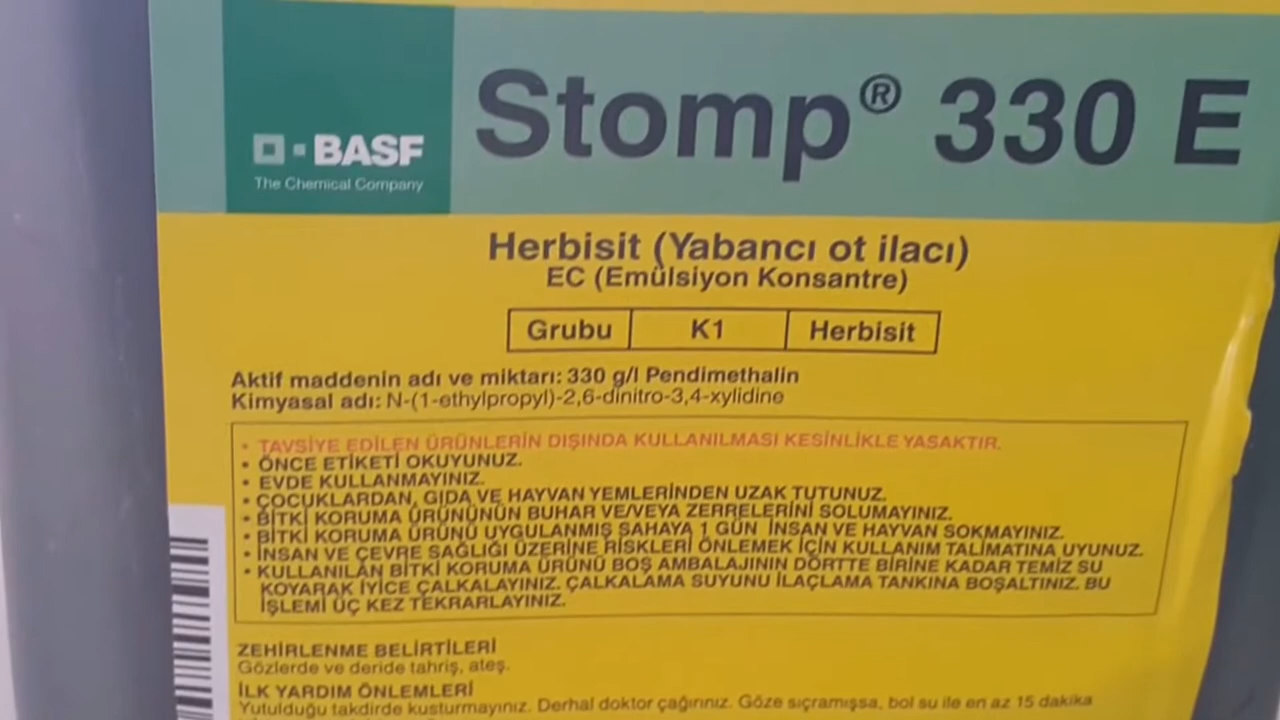 BASF
The Chemical Company
Stomp® 330 E
Herbisit (Yabancı ot ilacı)
EC (Emülsiyon Konsantre)
Grubu K1 Herbisit
Aktif maddenin adı ve miktarı: 330 g/l Pendimethalin
Kimyasal adı: N-(1-ethylpropyl)-2,6-dinitro-3,4-xylidine
• TAVSİYE EDİLEN ÜRÜNLERİN DIŞINDA KULLANILMASI KESİNLİKLE YASAKTIR.
• ÖNCE ETİKETİ OKUYUNUZ.
• EVDE KULLANMAYINIZ.
• ÇOCUKLARDAN, GIDA VE HAYVAN YEMLERİNDEN UZAK TUTUNUZ.
• BİTKİ KORUMA ÜRÜNÜNÜN BUHAR VE/VEYA ZERRELERİNİ SOLUMAYINIZ.
• BİTKİ KORUMA ÜRÜNÜ UYGULANMIŞ SAHAYA 1 GÜN İNSAN VE HAYVAN SOKMAYINIZ.
• İNSAN VE ÇEVRE SAĞLIĞI ÜZERİNE RİSKLERİ ÖNLEMEK İÇİN KULLANIM TALİMATINA UYUNUZ.
• KULLANILAN BİTKİ KORUMA ÜRÜNÜ BOŞ AMBALAJININ DÖRTTE BİRİNE KADAR TEMİZ SU
KOYARAK İYİCE ÇALKALAYINIZ. ÇALKALAMA SUYUNU İLAÇLAMA TANKINA BOŞALTINIZ. BU
İŞLEMİ ÜÇ KEZ TEKRARLAYINIZ.
ZEHİRLENME BELİRTİLERİ
Gözlerde ve deride tahriş, ateş.
İLK YARDIM ÖNLEMLERİ
Yutulduğu takdirde kusturmayınız. Derhal doktor çağırınız. Göze sıçramışsa, bol su ile en az 15 dakika